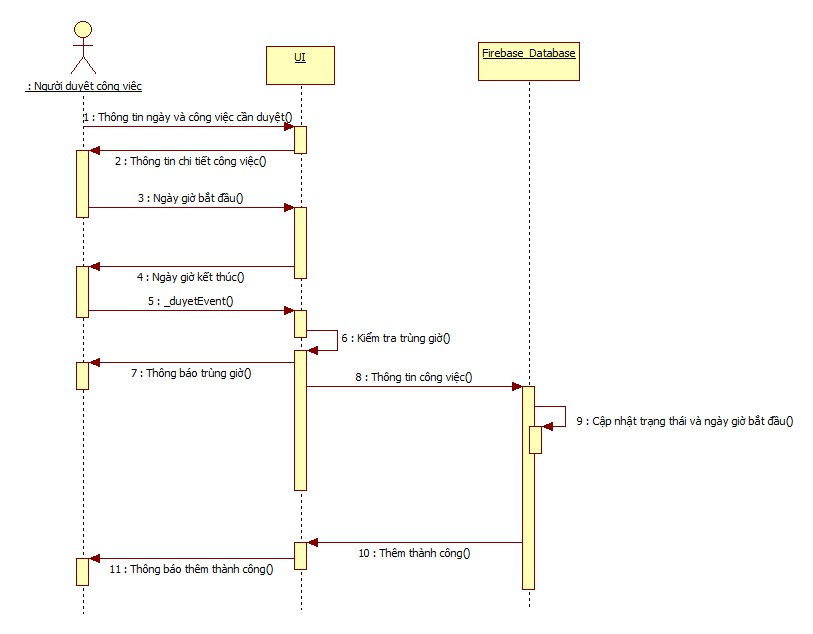 UI
Firebase_Database
: Người duyệt công việc
1 : Thông tin ngày và công việc cần duyệt()
2 : Thông tin chi tiết công việc()
3 : Ngày giờ bắt đầu()
4 : Ngày giờ kết thúc()
5 : _duyetEvent()
6 : Kiểm tra trùng giờ()
7 : Thông báo trùng giờ()
8 : Thông tin công việc()
9 : Cập nhật trạng thái và ngày giờ bắt đầu()
10 : Thêm thành công()
11 : Thông báo thêm thành công()